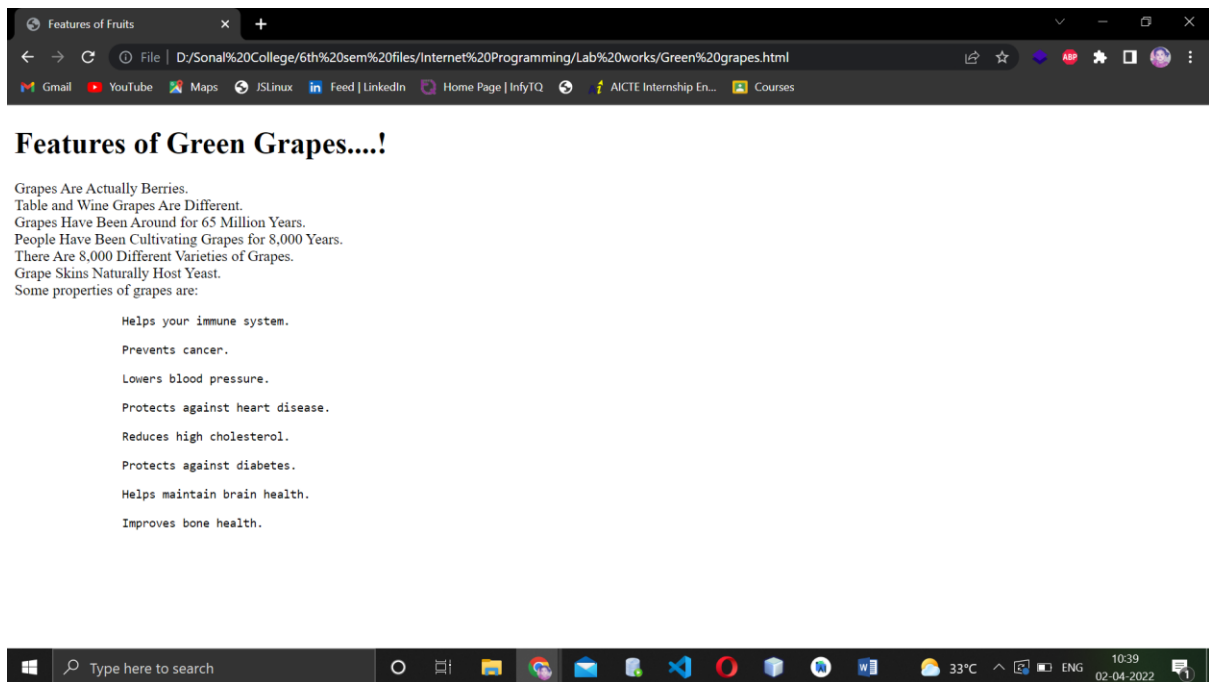 Features of Fruits
File D:/Sonal%20College/6th%20sem%20files/Internet%20Programming/Lab%20works/Green%20grapes.html
ABP
Gmail YouTube Maps JSLinux Feed | LinkedIn Home Page | InfyTQ AICTE Internship En... Courses
Features of Green Grapes....!
Grapes Are Actually Berries.
Table and Wine Grapes Are Different.
Grapes Have Been Around for 65 Million Years.
People Have Been Cultivating Grapes for 8,000 Years.
There Are 8,000 Different Varieties of Grapes.
Grape Skins Naturally Host Yeast.
Some properties of grapes are:
Helps your immune system.
Prevents cancer.
Lowers blood pressure.
Protects against heart disease.
Reduces high cholesterol.
Protects against diabetes.
Helps maintain brain health.
Improves bone health.
Type here to search
33°C ENG
10:39
02-04-2022
1